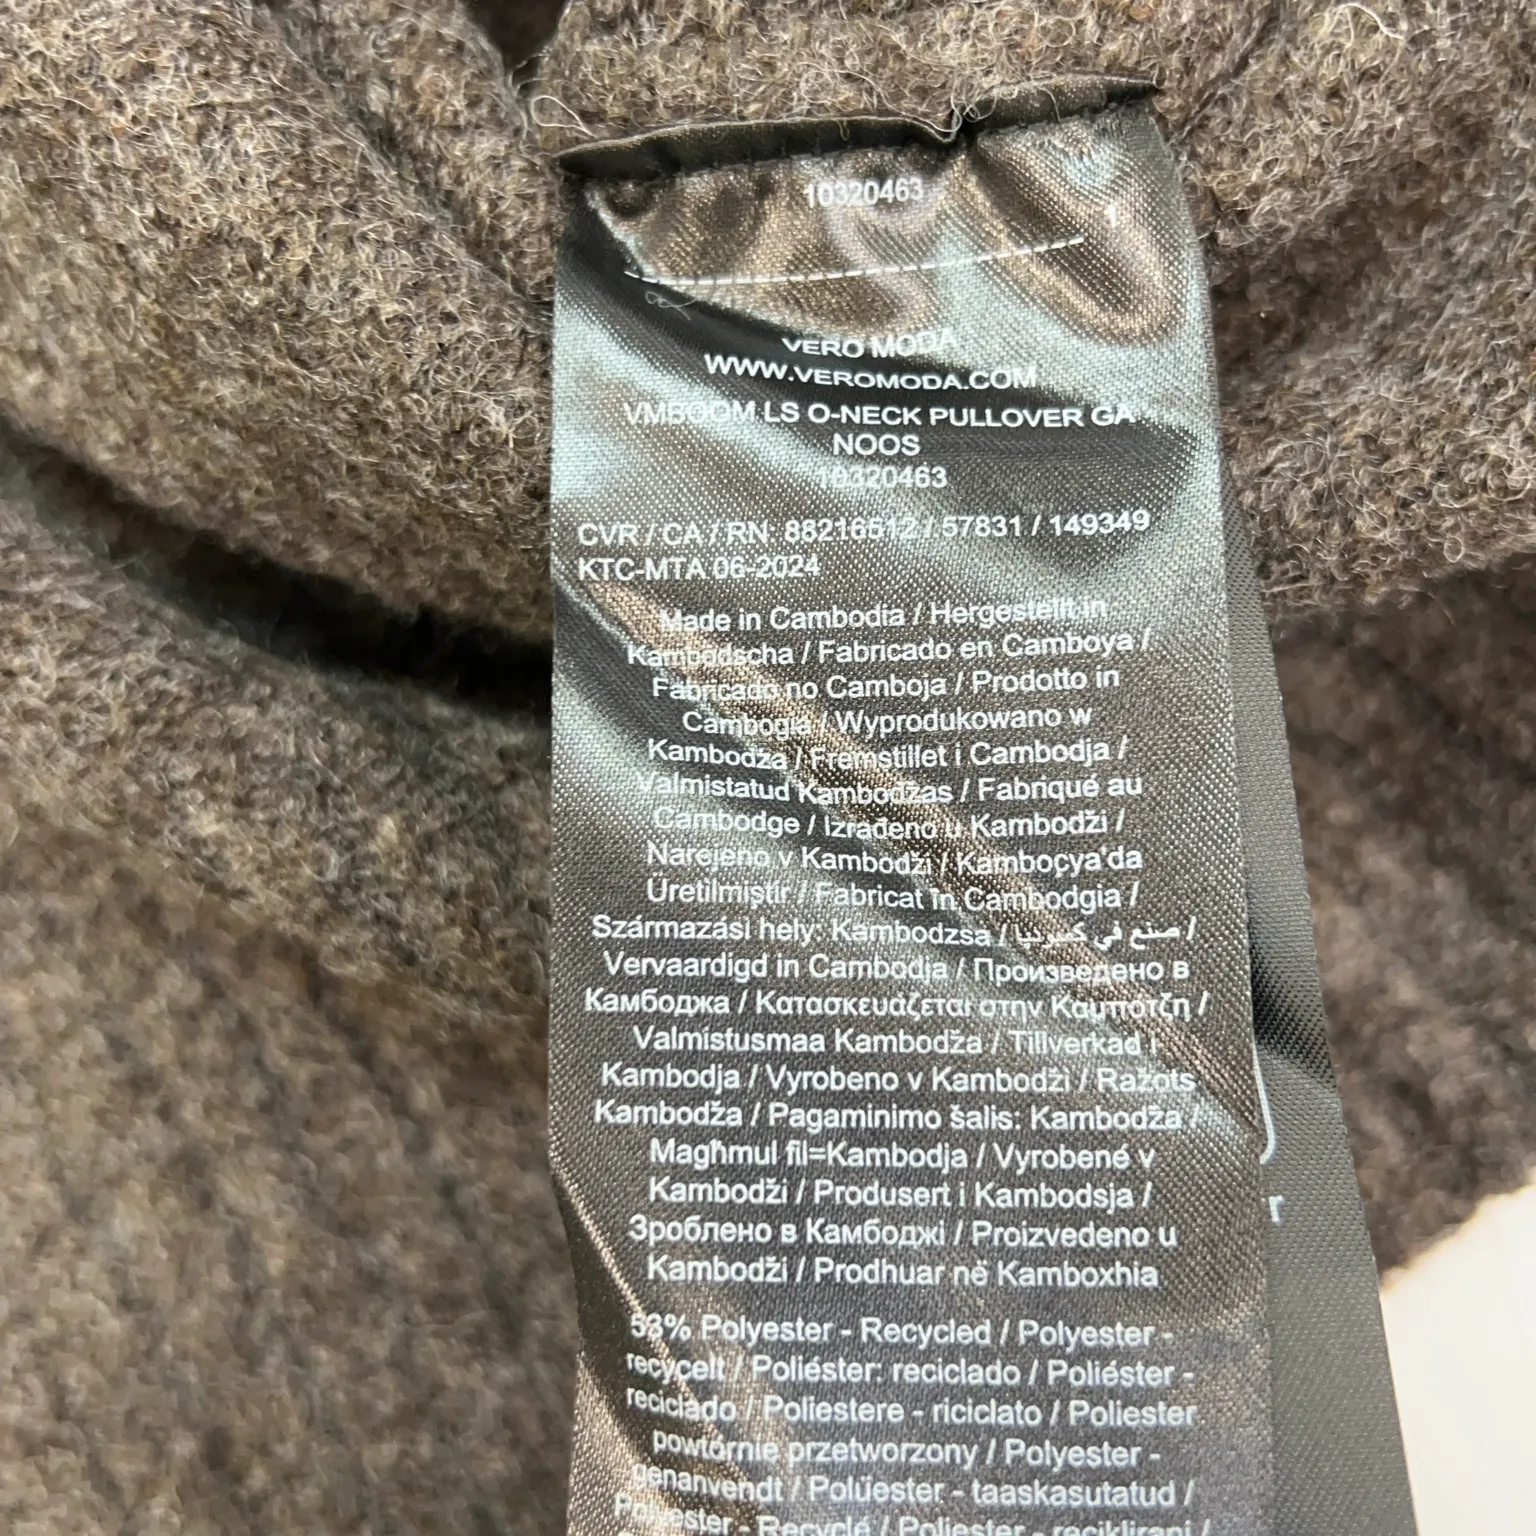 10320463
VERO MODA
WWW.VEROMODA.COM
VMBOOM LS O-NECK PULLOVER GA
NOOS
10320463
CVR / CA / RN: 88216512 / 57831 / 149349
KTC-MTA 06-2024
Made in Cambodia / Hergestellt in
Kambodscha / Fabricado en Camboya /
Fabricado no Camboja / Prodotto in
Cambogia / Wyprodukowano w
Kambodża / Fremstillet i Cambodja /
Valmistatud Kambodžas / Fabriqué au
Cambodge / Izrađeno u Kambodži /
Narejeno v Kambodži / Kamboçya'da
Üretilmiştir / Fabricat în Cambodgia /
Származási hely: Kambodzsa / صنع في كمبوديا /
Vervaardigd in Cambodja / Произведено в
Камбоджа / Κατασκευάζεται στην Καμπότζη /
Valmistusmaa Kambodža / Tillverkad i
Kambodja / Vyrobeno v Kambodži / Ražots
Kambodža / Pagaminimo šalis: Kambodža /
Magħmul fil=Kambodja / Vyrobené v
Kambodži / Produsert i Kambodsja /
Зроблено в Камбоджі / Proizvedeno u
Kambodži / Prodhuar në Kamboxhia
53% Polyester - Recycled / Polyester -
recycelt / Poliéster: reciclado / Poliéster -
reciclado / Poliestere - riciclato / Poliester
powtórnie przetworzony / Polyester -
genanvendt / Polüester - taaskasutatud /
Polyester - Recyclé / Poliester - reciklirani /
r